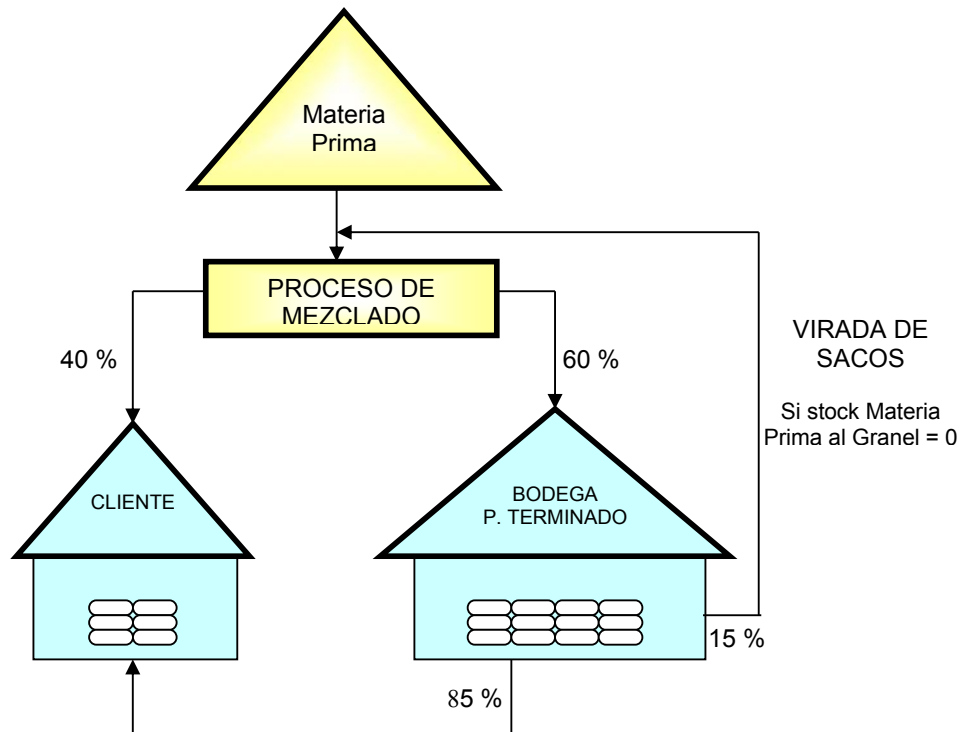 Materia
Prima
PROCESO DE
MEZCLADO
40 %
60 %
VIRADA DE
SACOS
Si stock Materia
Prima al Granel = 0
CLIENTE
BODEGA
P. TERMINADO
15 %
85 %